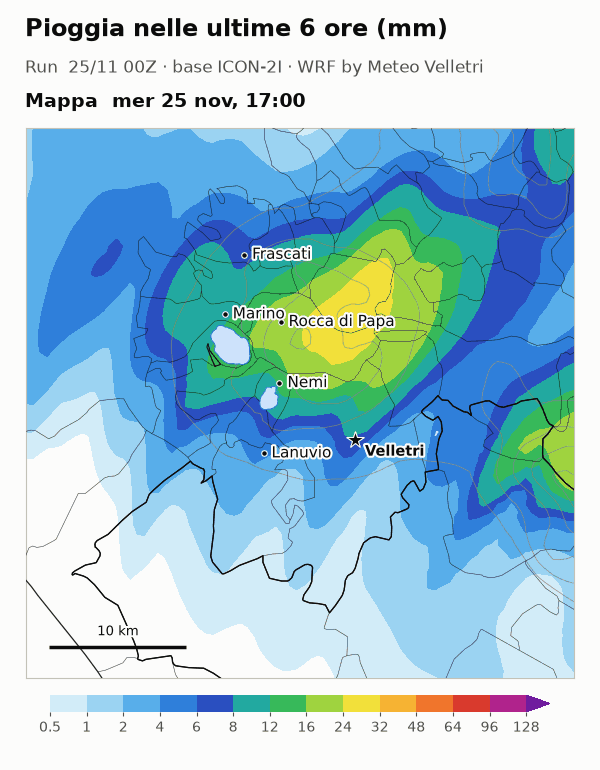 Pioggia nelle ultime 6 ore (mm)
Run  25/11 00Z · base ICON-2I · WRF by Meteo Velletri
Mappa  mer 25 nov, 17:00
Frascati
Marino
Rocca di Papa
Nemi
Velletri
Lanuvio
10 km
0.5 1 2 4 6 8 12 16 24 32 48 64 96 128